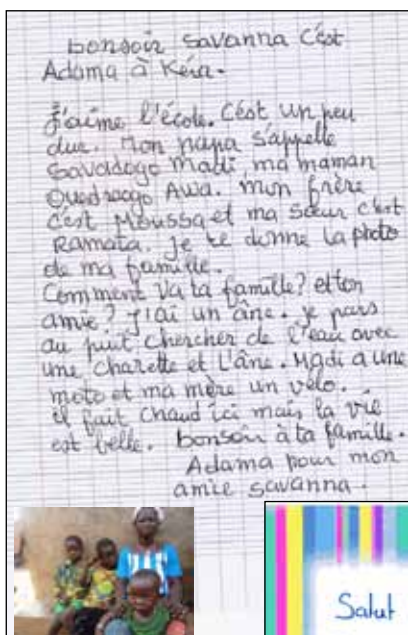 bonsoir savanna C'est
Adama à Kéra.
J'aime l'école. C'est un peu
dur. Mon papa s'appelle
Savadogo Madi, ma maman
Ouedraogo Awa. mon frère
c'est Moussa et ma sœur c'est
Ramata. je te donne la photo
de ma famille.
Comment va ta famille? et ton
amie? J'ai un âne. je pars
au puit chercher de l'eau avec
une charette et l'âne. Madi a une
moto et ma mère un vélo.
il fait chaud ici mais la vie
est belle. bonsoir à ta famille.
Adama pour mon
amie savanna.
Salut